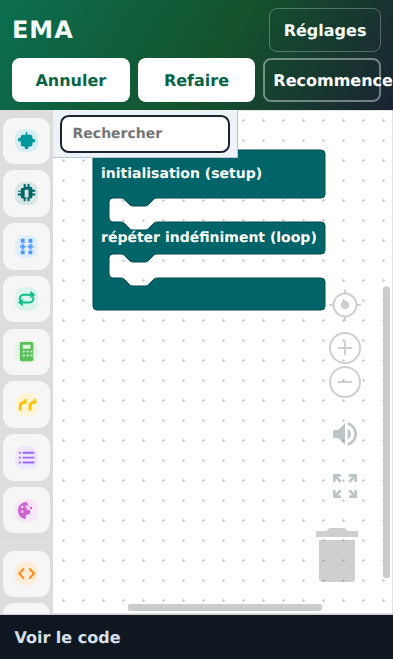 EMA
Réglages
Annuler
Refaire
Recommence
Rechercher
initialisation (setup)
répéter indéfiniment (loop)
Voir le code